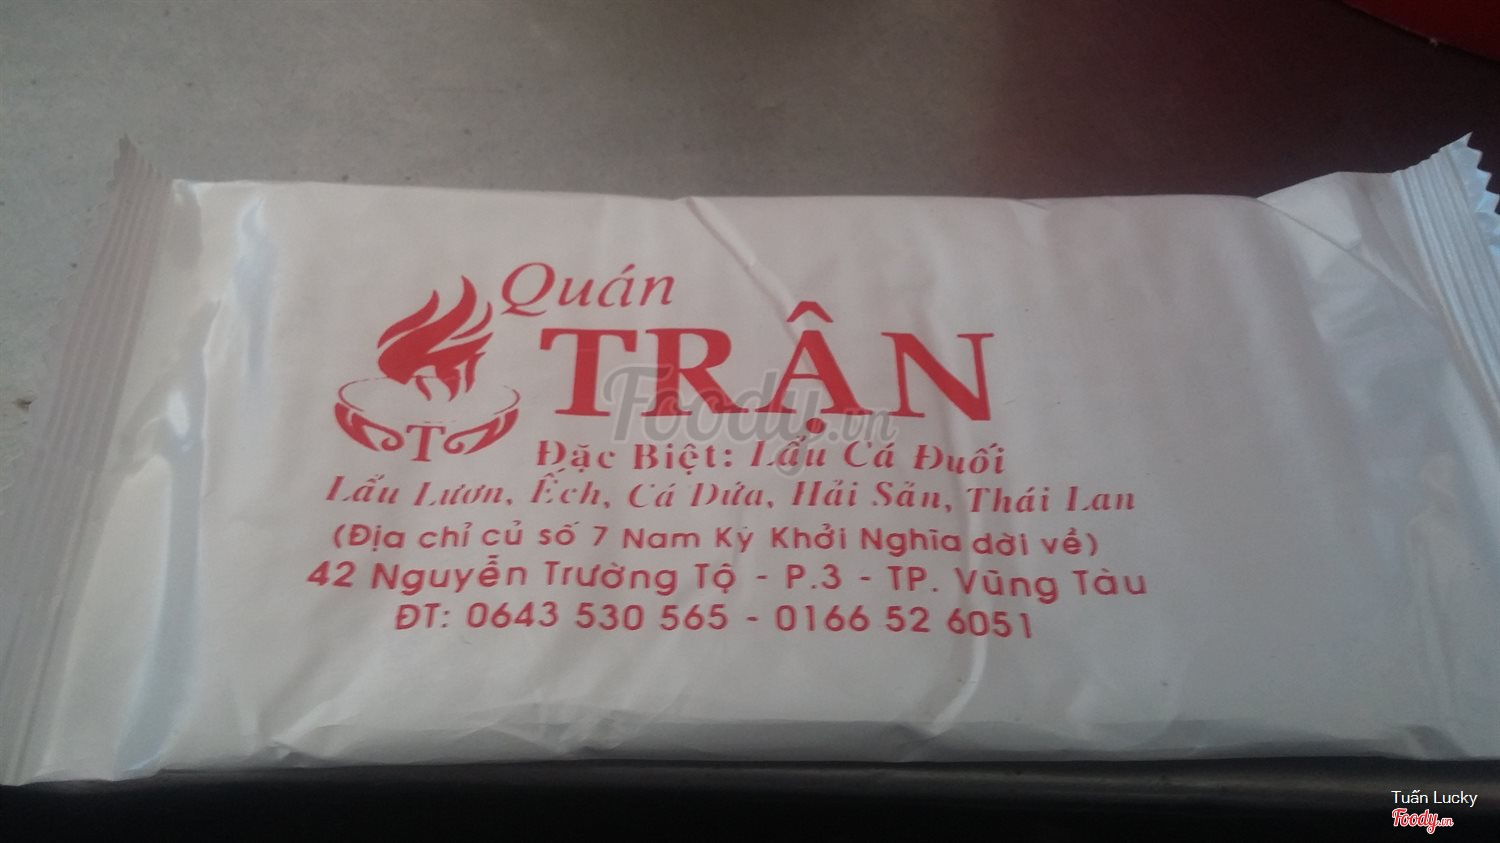 Quán
TRẬN
T
Đặc Biệt: Lẩu Cá Đuối
Lẩu Lươn, Ếch, Cá Dứa, Hải Sản, Thái Lan
(Địa chỉ củ số 7 Nam Kỳ Khởi Nghĩa dời về)
42 Nguyễn Trường Tộ - P.3 - TP. Vũng Tàu
ĐT: 0643 530 565 - 0166 52 6051
Foody.vn
Tuấn Lucky
Foody.vn